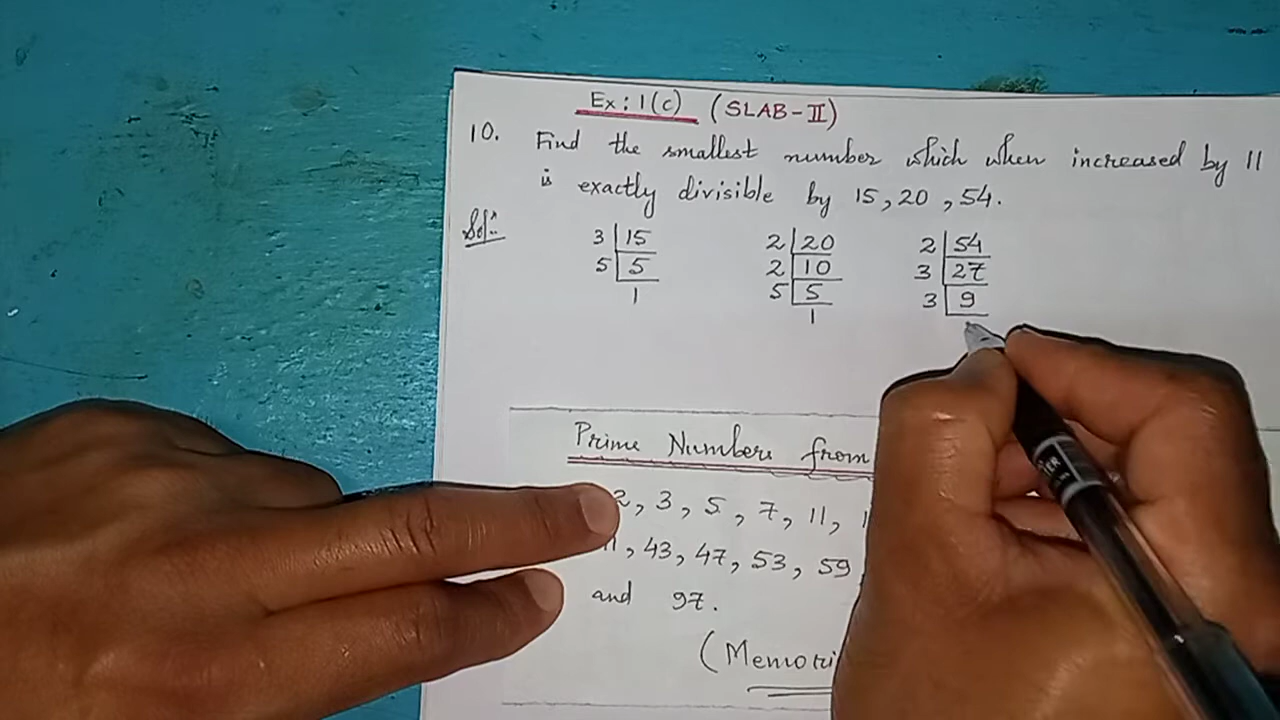 Ex: 1(c) (SLAB-II)
10. Find the smallest number which when increased by 11
is exactly divisible by 15, 20, 54.
Sol:
3 | 15
5 | 5
1
2 | 20
2 | 10
5 | 5
1
2 | 54
3 | 27
3 | 9
Prime Numbers from
2, 3, 5, 7, 11,
43, 47, 53, 59
and 97.